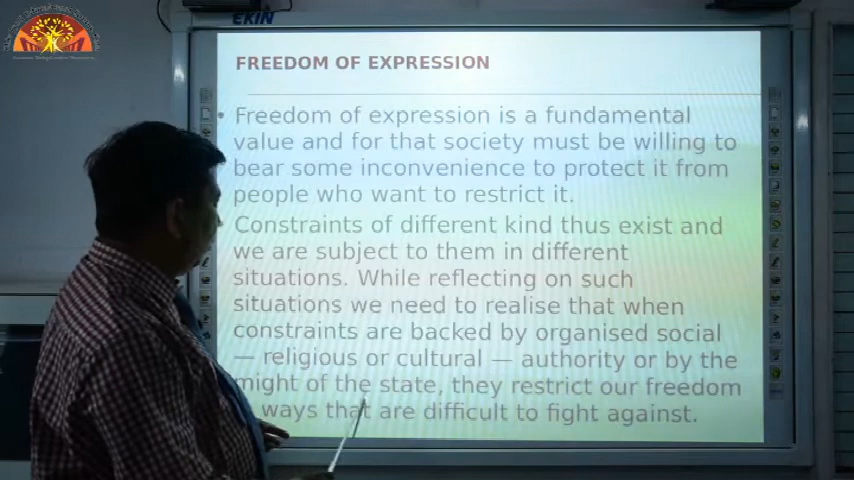 EKIN
FREEDOM OF EXPRESSION
• Freedom of expression is a fundamental
value and for that society must be willing to
bear some inconvenience to protect it from
people who want to restrict it.
Constraints of different kind thus exist and
we are subject to them in different
situations. While reflecting on such
situations we need to realise that when
constraints are backed by organised social
— religious or cultural — authority or by the
might of the state, they restrict our freedom
ways that are difficult to fight against.